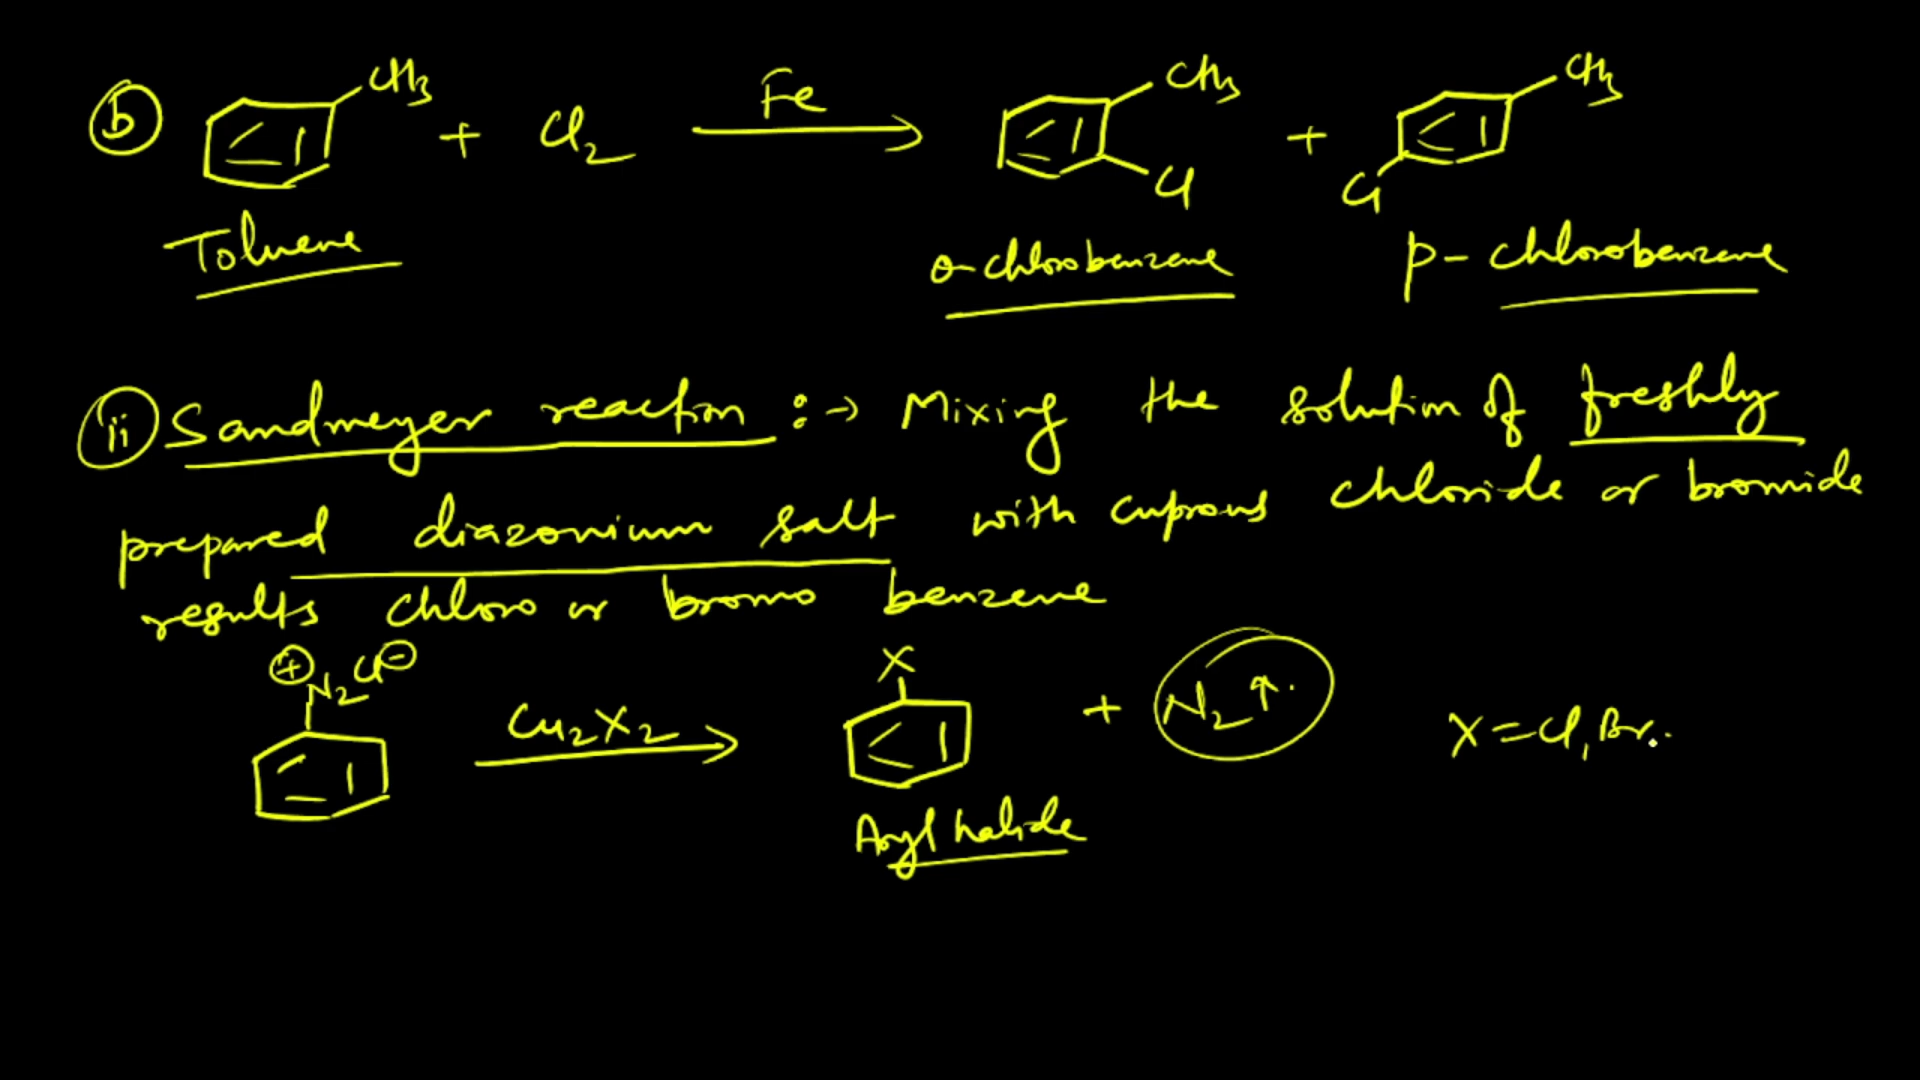 b CH3 + Cl2 Fe CH3 Cl + CH3 Cl
Toluene o-chlorobenzene p-chlorobenzene
ii Sandmeyer reaction :→ Mixing the solution of freshly
prepared diazonium salt with cuprous chloride or bromide
results chloro or bromo benzene
⊕ N2Cl⊖ Cu2X2 X + N2↑. X=Cl, Br.
Aryl halide